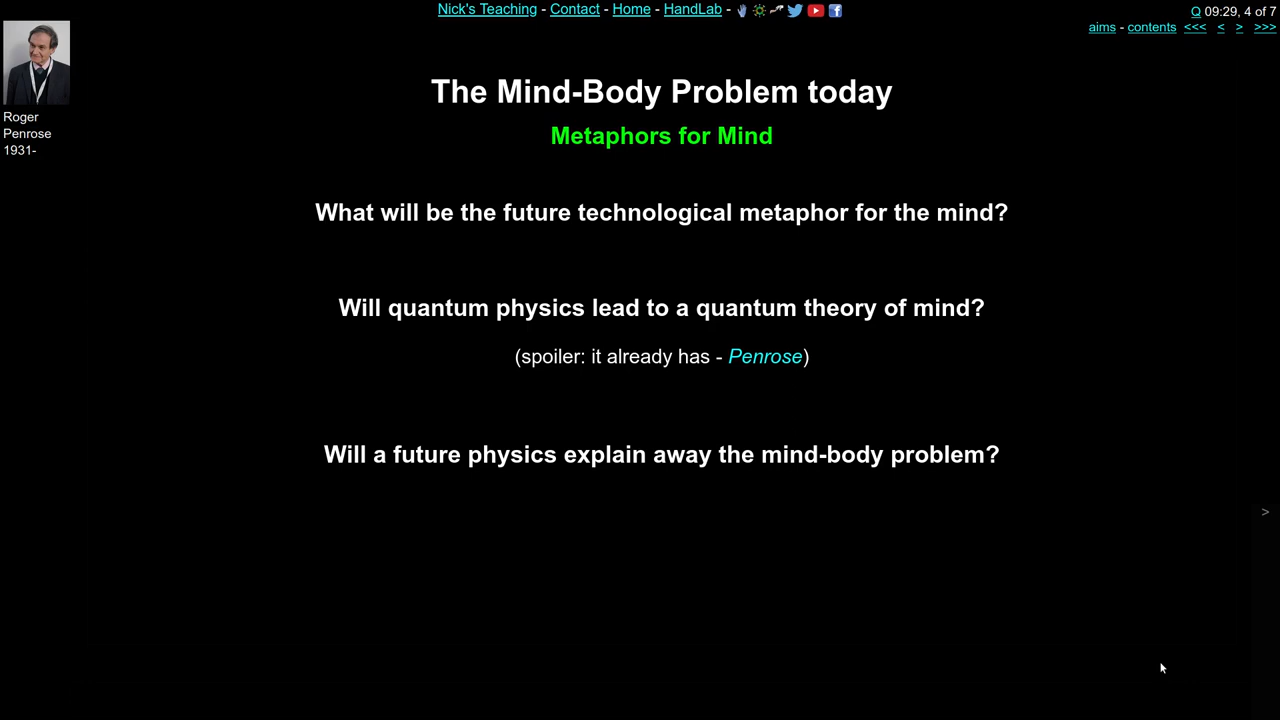 Nick's Teaching - Contact - Home - HandLab -
Q 09:29, 4 of 7
aims - contents <<< < > >>>
Roger
Penrose
1931-
The Mind-Body Problem today
Metaphors for Mind
What will be the future technological metaphor for the mind?
Will quantum physics lead to a quantum theory of mind?
(spoiler: it already has - Penrose)
Will a future physics explain away the mind-body problem?
>